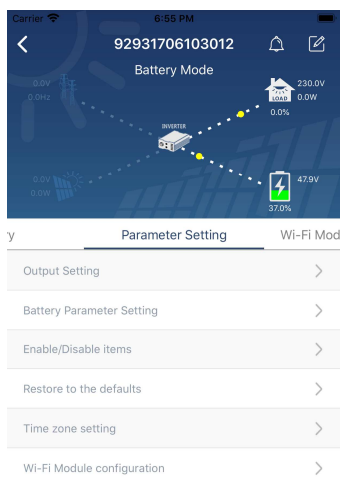 Carrier 6:55 PM
92931706103012
Battery Mode
0.0V
0.0Hz
230.0V
0.0W
LOAD
0.0%
INVERTER
0.0V
0.0W
47.9V
37.0%
ry Parameter Setting Wi-Fi Mod
Output Setting
Battery Parameter Setting
Enable/Disable items
Restore to the defaults
Time zone setting
Wi-Fi Module configuration